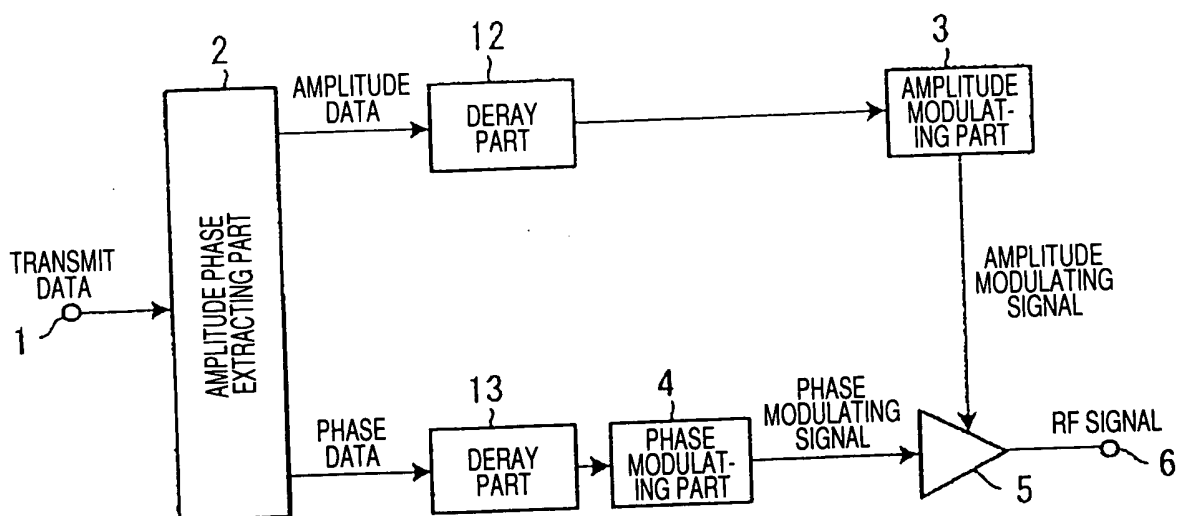 2
12
3
AMPLITUDE
DATA
DERAY
PART
AMPLITUDE
MODULAT-
ING PART
TRANSMIT
DATA
1
AMPLITUDE PHASE
EXTRACTING PART
AMPLITUDE
MODULATING
SIGNAL
13
4
PHASE
DATA
DERAY
PART
PHASE
MODULAT-
ING PART
PHASE
MODULATING
SIGNAL
5
RF SIGNAL
6